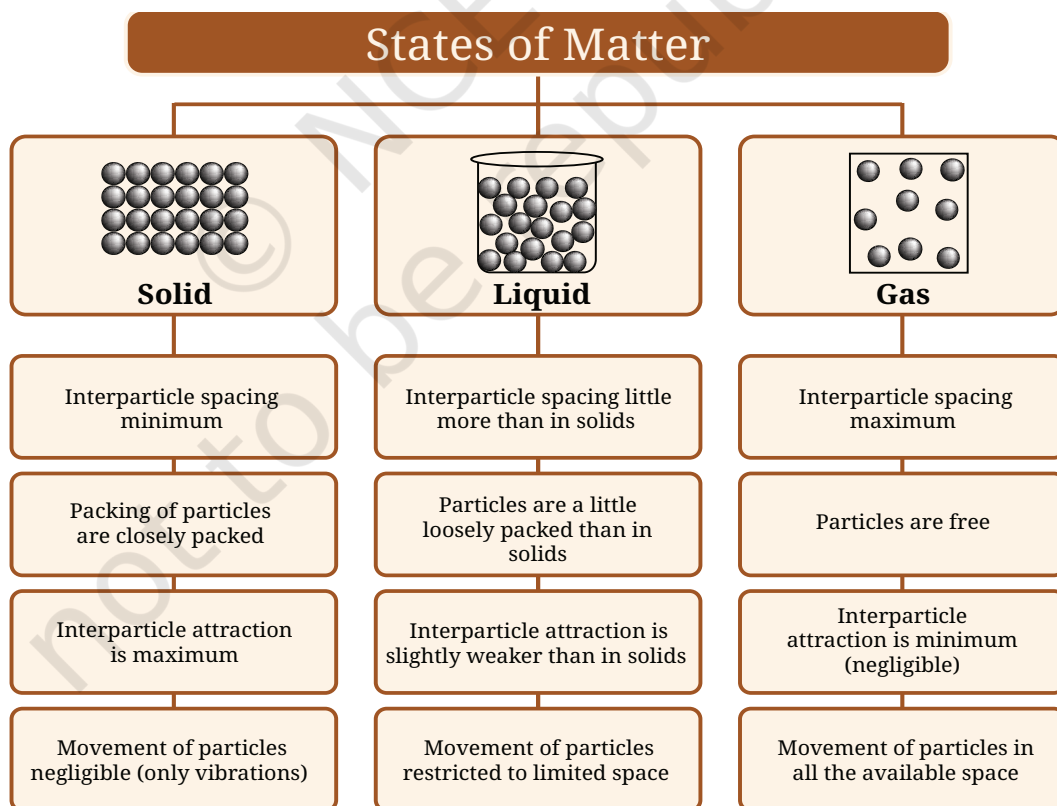 States of Matter
Solid
Liquid
Gas
Interparticle spacing
minimum
Interparticle spacing little
more than in solids
Interparticle spacing
maximum
Packing of particles
are closely packed
Particles are a little
loosely packed than in
solids
Particles are free
Interparticle attraction
is maximum
Interparticle attraction is
slightly weaker than in solids
Interparticle
attraction is minimum
(negligible)
Movement of particles
negligible (only vibrations)
Movement of particles
restricted to limited space
Movement of particles in
all the available space
©
not to be